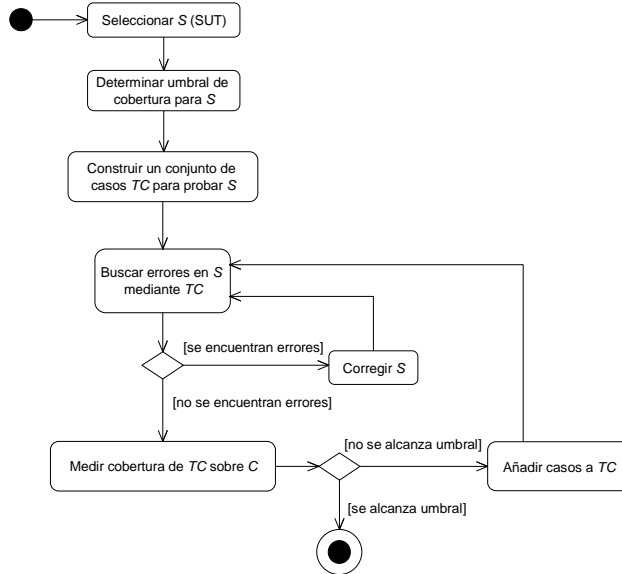 Seleccionar S (SUT)
Determinar umbral de
cobertura para S
Construir un conjunto de
casos TC para probar S
Buscar errores en S
mediante TC
[se encuentran errores]
Corregir S
[no se encuentran errores]
Medir cobertura de TC sobre C
[no se alcanza umbral]
Añadir casos a TC
[se alcanza umbral]